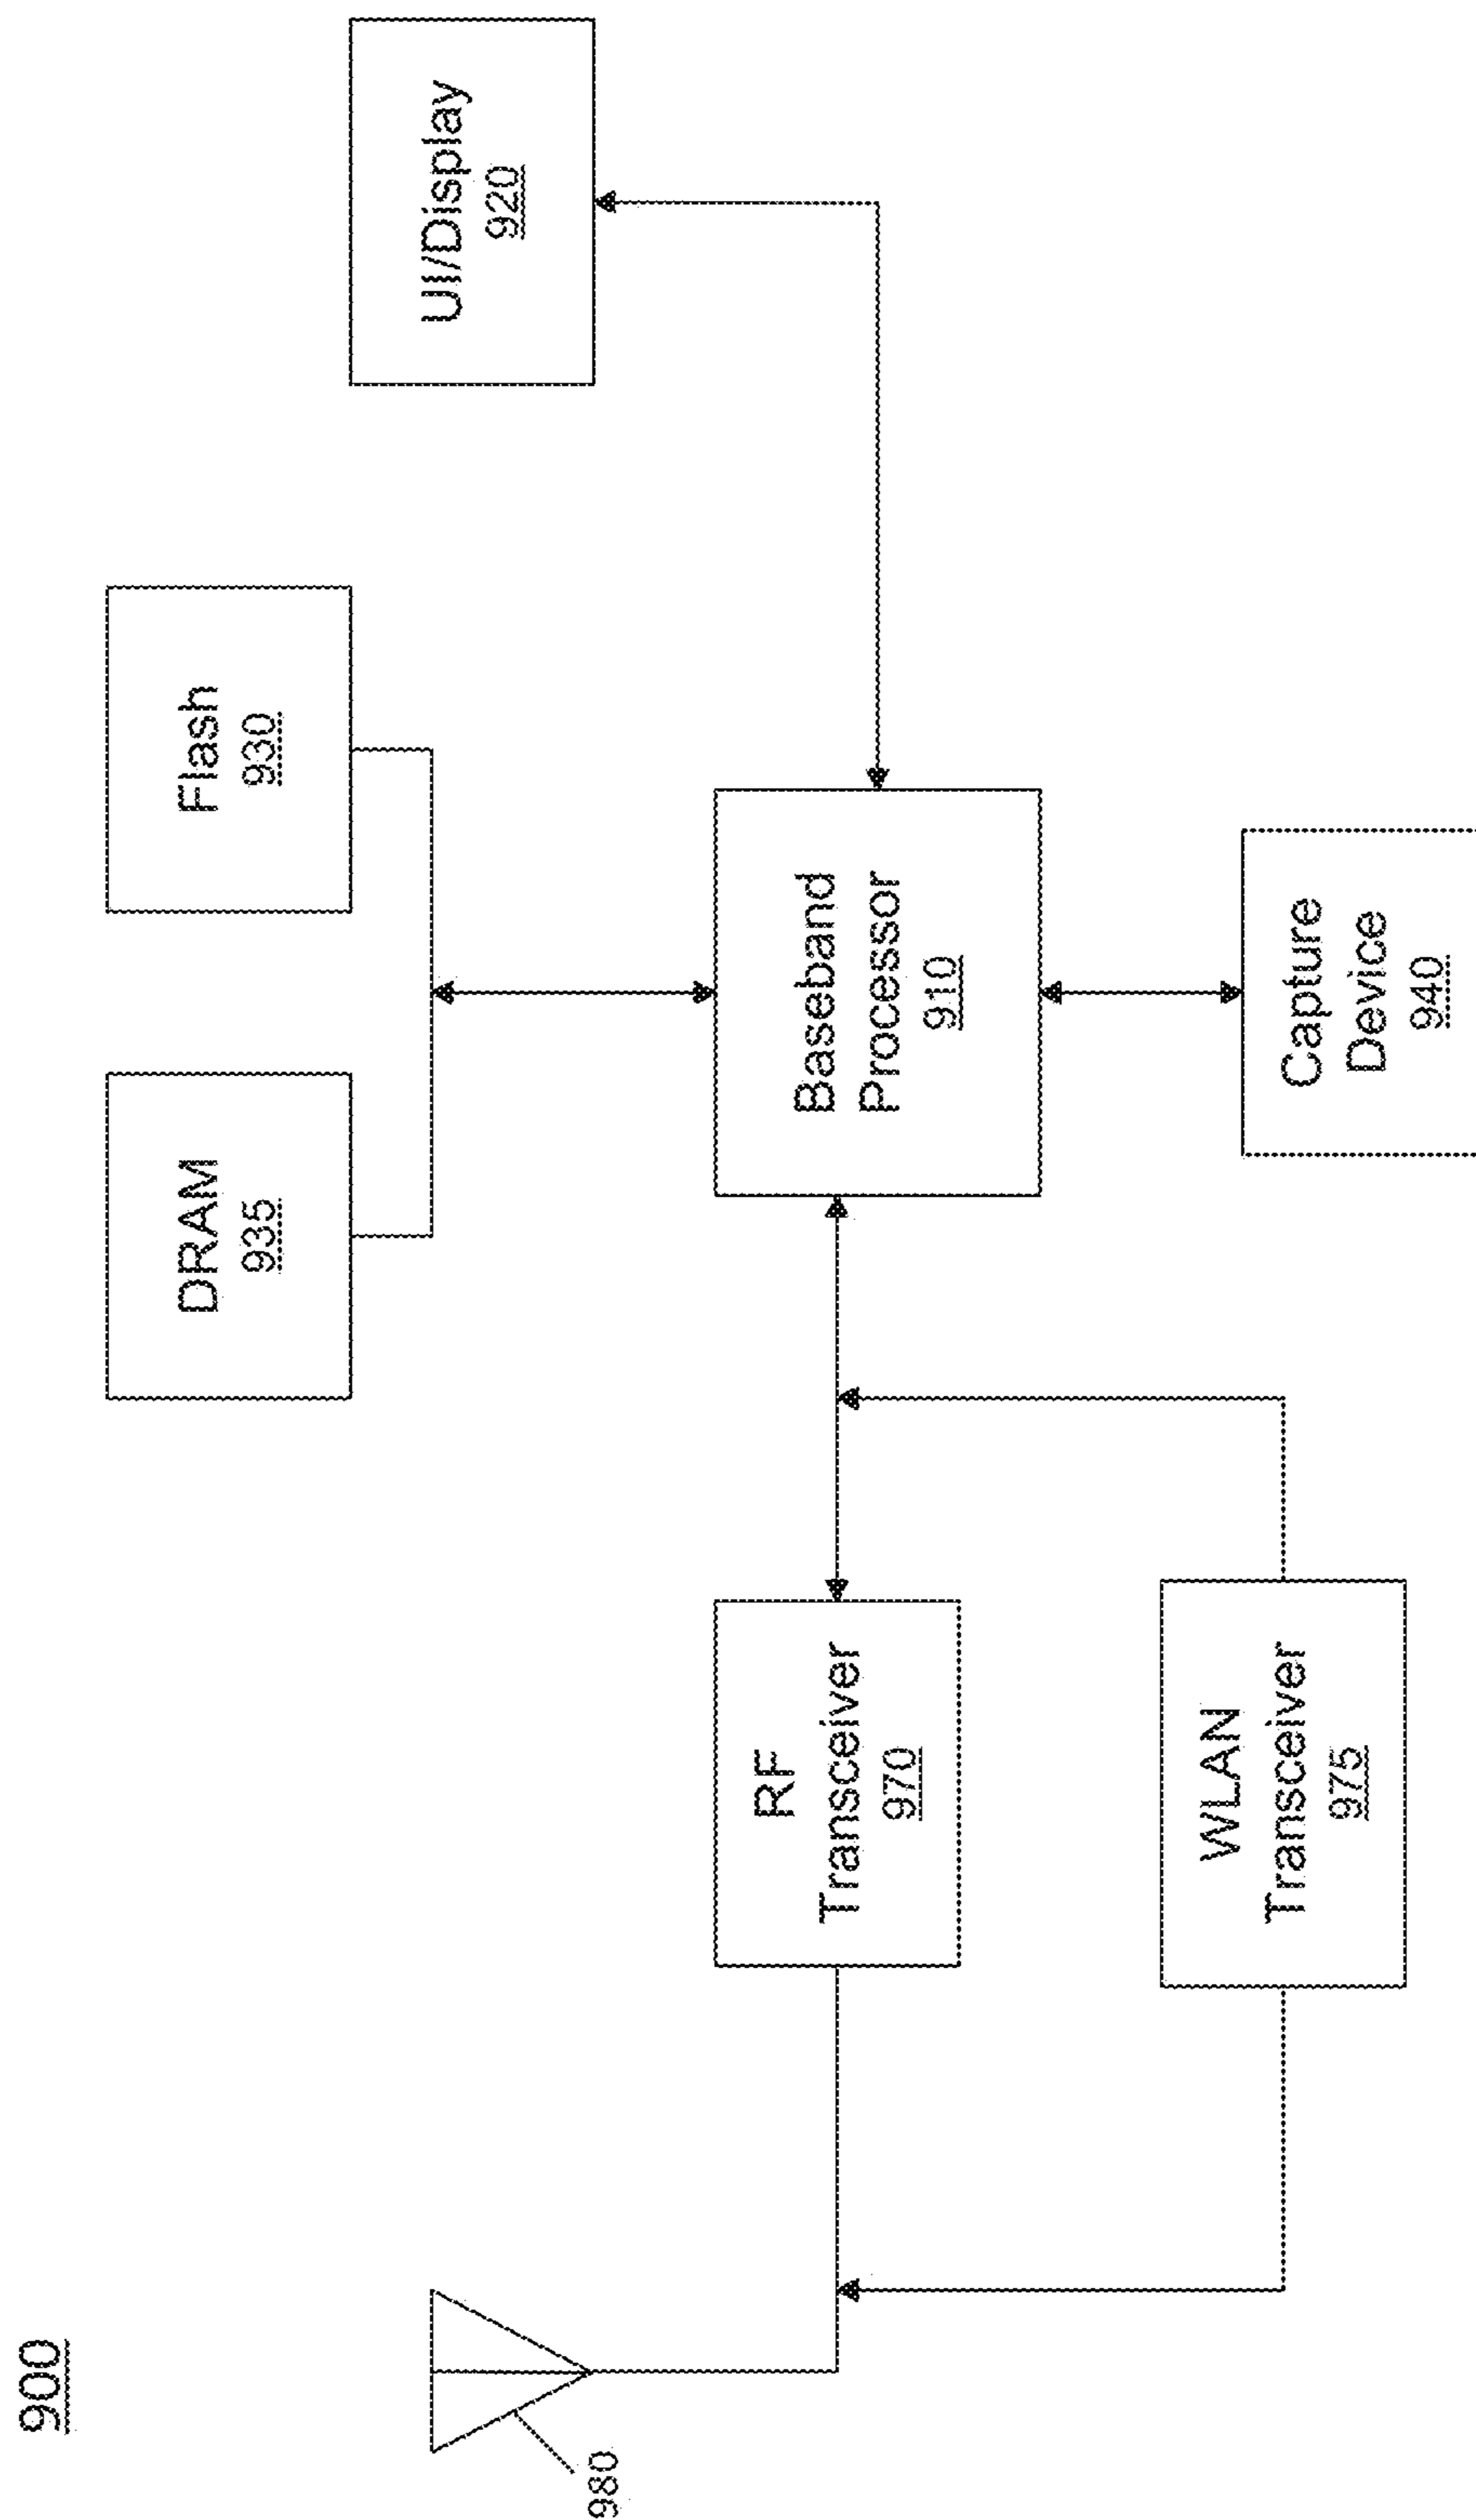 900
DRAM
935
Flash
930
UI/Display
920
980
RF
Transceiver
970
Baseband
Processor
910
WLAN
Transceiver
975
Capture
Device
940